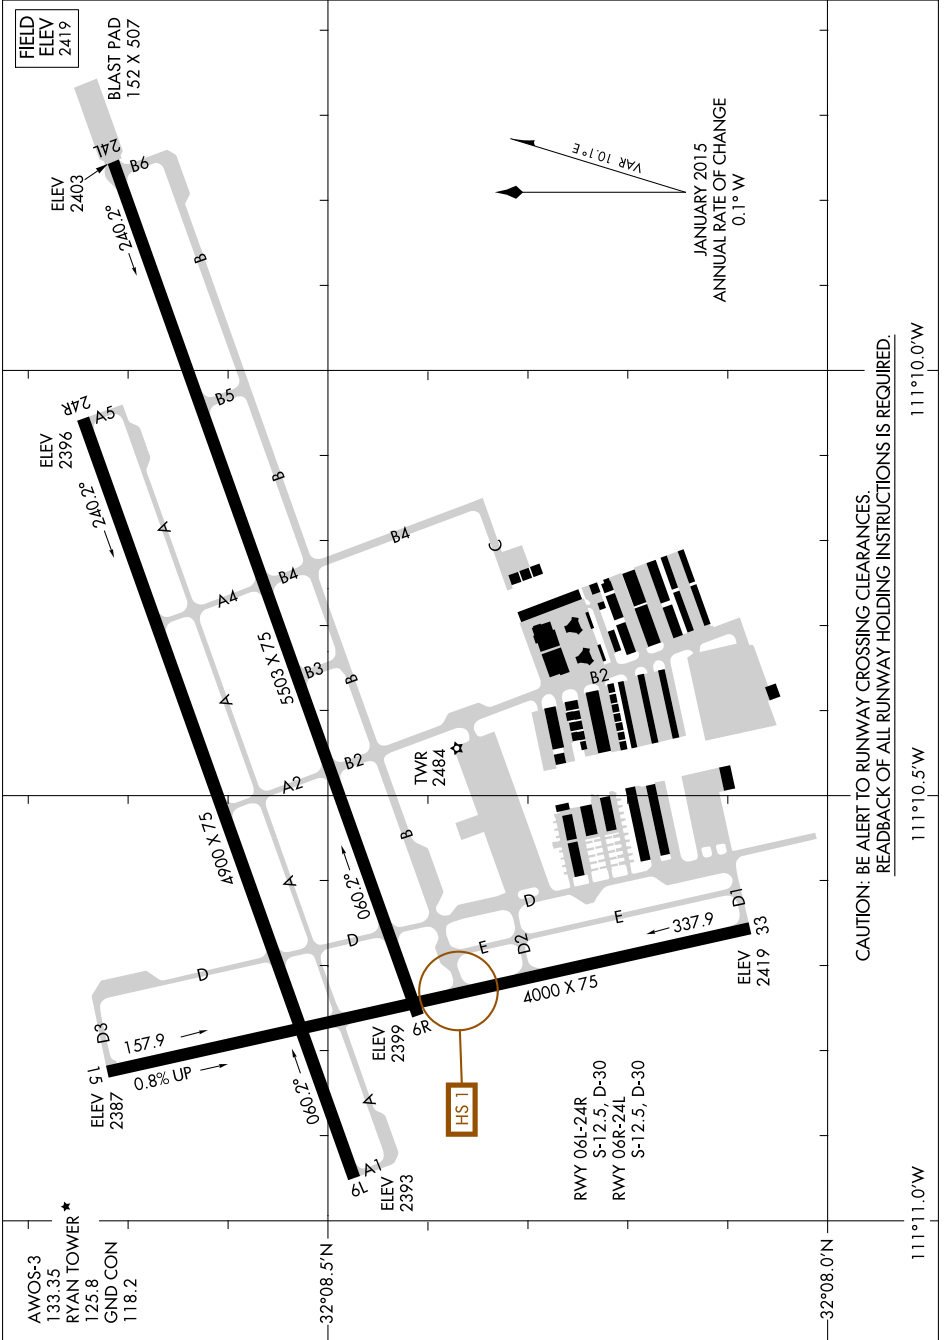 FIELD
ELEV
2419
BLAST PAD
152 X 507
24L
B6
ELEV
2403
240.2°
B
VAR 10.1° E
JANUARY 2015
ANNUAL RATE OF CHANGE
0.1° W
24R
A5
ELEV
2396
240.2°
B5
B
A
B4
C
B4
A4
A
B3
B
5503 X 75
B2
TWR
2484
B2
A2
4900 X 75
A
B
060.2°
D
D
E
D1
33
337.9
ELEV
2419
D
E
D2
4000 X 75
D3
157.9
0.8% UP
15
ELEV
2387
ELEV
2399
6R
HS 1
060.2°
A
A1
6L
ELEV
2393
RWY 06L-24R
S-12.5, D-30
RWY 06R-24L
S-12.5, D-30
CAUTION: BE ALERT TO RUNWAY CROSSING CLEARANCES.
READBACK OF ALL RUNWAY HOLDING INSTRUCTIONS IS REQUIRED.
111°10.0'W
111°10.5'W
111°11.0'W
32°08.5'N
32°08.0'N
AWOS-3
133.35
RYAN TOWER★
125.8
GND CON
118.2